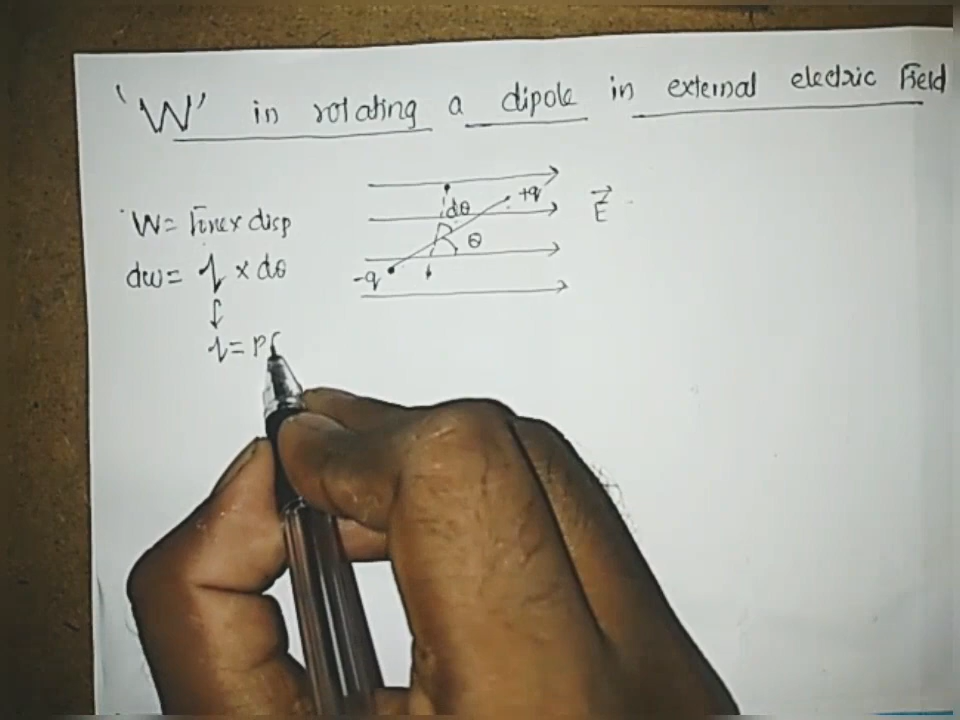 'W' in rotating a dipole in external electric Field
W = Force x disp
dw = τ × dθ
τ = P
+q
dθ
E
θ
-q